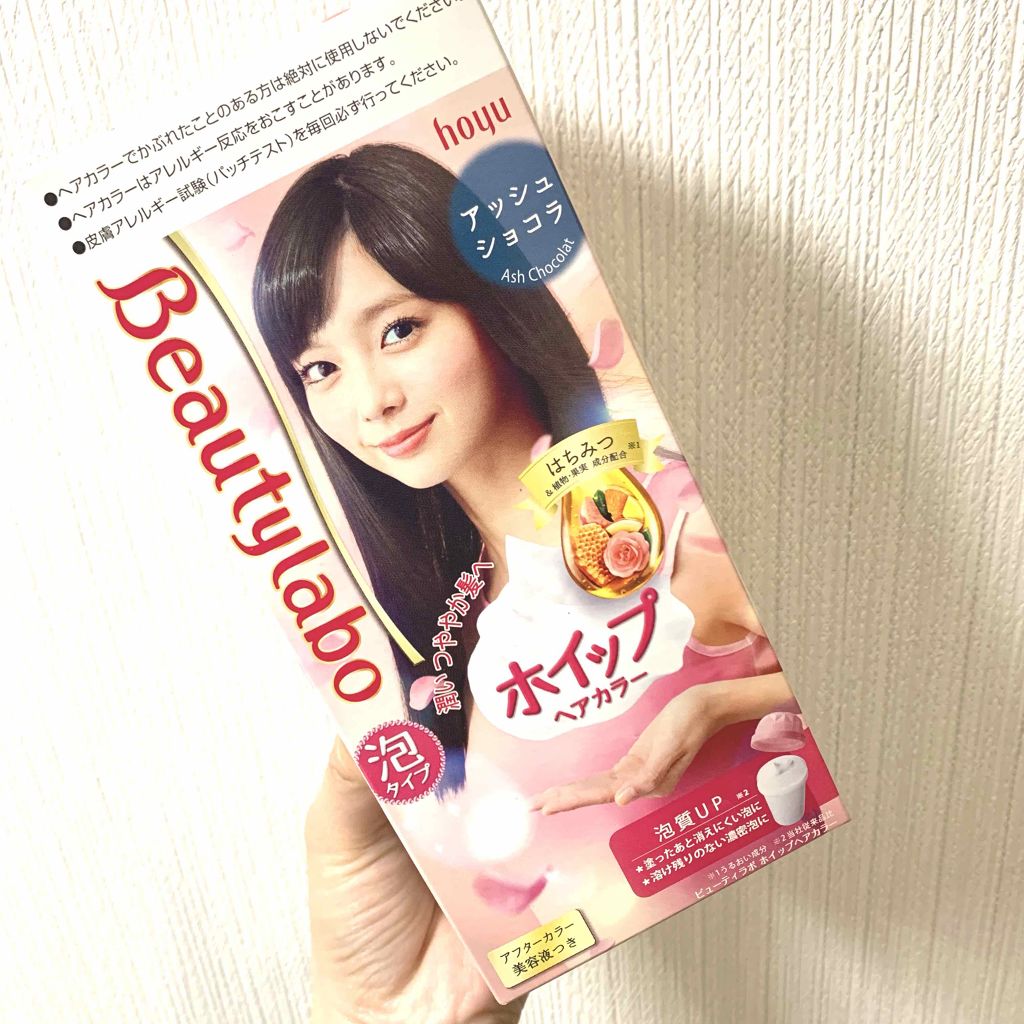 ●ヘアカラーでかぶれたことのある方は絶対に使用しないでください。
●ヘアカラーはアレルギー反応をおこすことがあります。
●皮膚アレルギー試験(パッチテスト)を毎回必ず行ってください。
hoyu
アッシュ
ショコラ
Ash Chocolat
Beautylabo
はちみつ ※1
&植物・果実 成分配合
潤いつややか髪へ
ホイップ
ヘアカラー
泡
タイプ
泡質UP ※2
★塗ったあと消えにくい泡に
★溶け残りのない濃密泡に
※1うるおい成分 ※2当社従来品比
ビューティラボ ホイップヘアカラー
アフターカラー
美容液つき